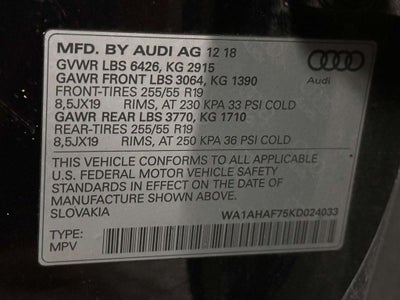 MFD. BY AUDI AG 12 18
GVWR LBS 6426, KG 2915
GAWR FRONT LBS 3064, KG 1390
FRONT-TIRES 255/55 R19
8,5JX19 RIMS, AT 230 KPA 33 PSI COLD
GAWR REAR LBS 3770, KG 1710
REAR-TIRES 255/55 R19
8,5JX19 RIMS, AT 250 KPA 36 PSI COLD
Audi
THIS VEHICLE CONFORMS TO ALL APPLICABLE
U.S. FEDERAL MOTOR VEHICLE SAFETY
STANDARDS IN EFFECT ON THE DATE OF
MANUFACTURE SHOWN ABOVE.
SLOVAKIA WA1AHAF75KD024033
TYPE:
MPV